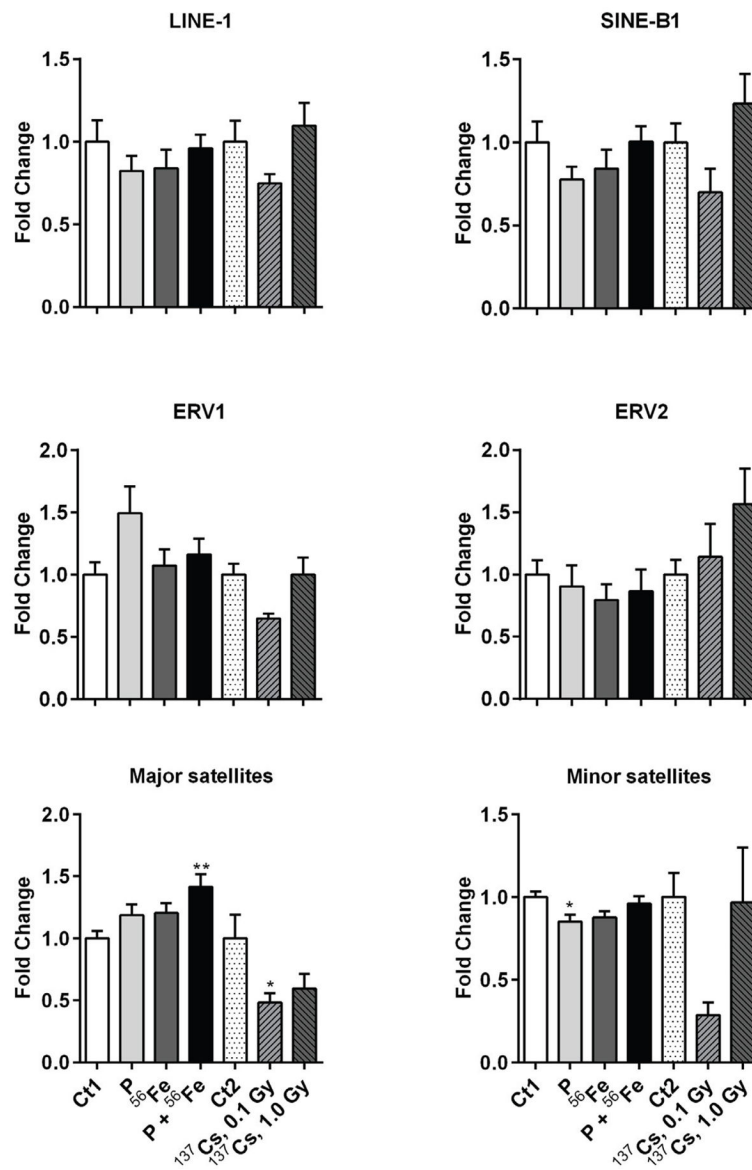 LINE-1
SINE-B1
Fold Change
1.5
1.0
0.5
0.0
Fold Change
1.5
1.0
0.5
0.0
ERV1
ERV2
Fold Change
2.0
1.5
1.0
0.5
0.0
Fold Change
2.0
1.5
1.0
0.5
0.0
Major satellites
Minor satellites
Fold Change
2.0
1.5
1.0
0.5
0.0
**
*
Ct1
P
⁵⁶Fe
P + ⁵⁶Fe
Ct2
¹³⁷Cs, 0.1 Gy
¹³⁷Cs, 1.0 Gy
Fold Change
1.5
1.0
0.5
0.0
*
Ct1
P
⁵⁶Fe
P + ⁵⁶Fe
Ct2
¹³⁷Cs, 0.1 Gy
¹³⁷Cs, 1.0 Gy